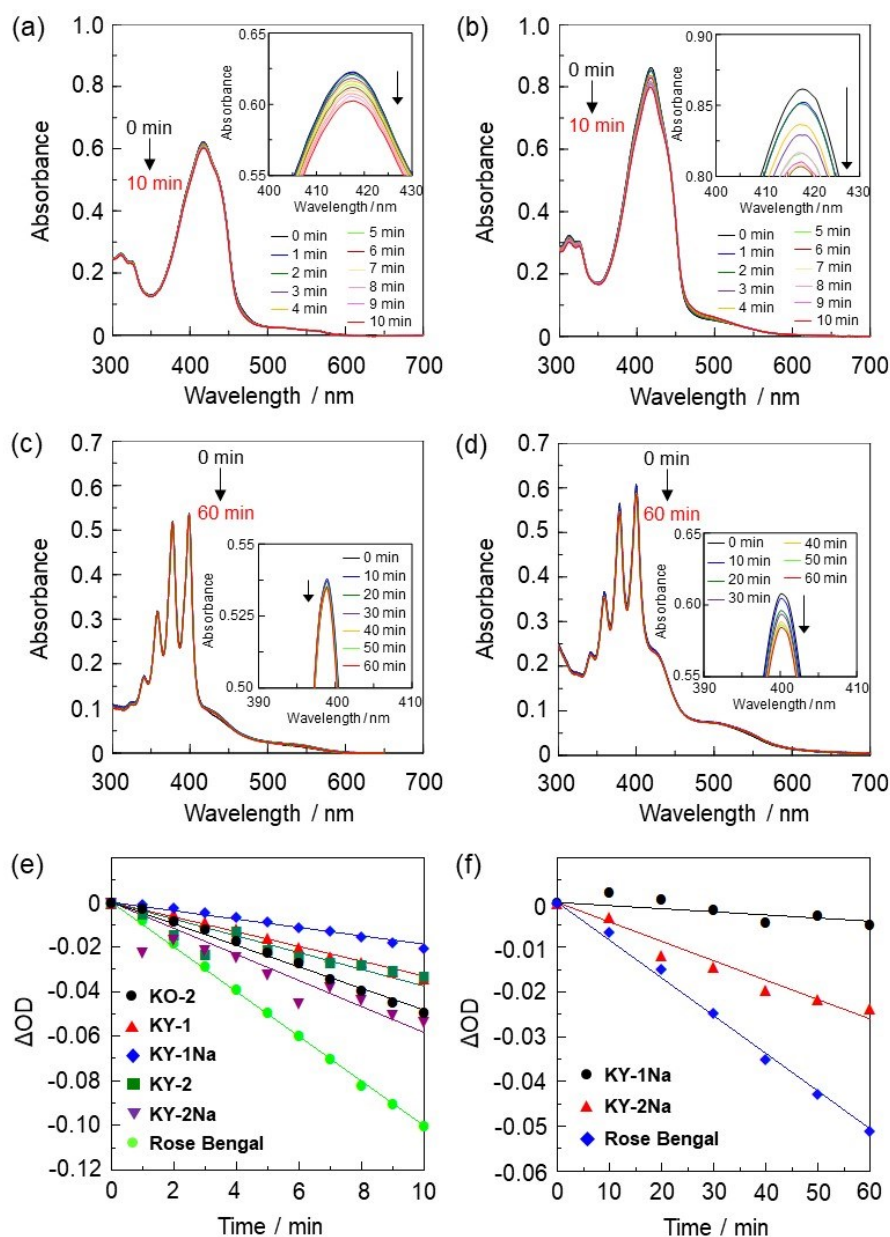 (a)
Absorbance
1.0
0.8
0.6
0.4
0.2
0
300 400 500 600 700
Wavelength / nm
0 min
10 min
Absorbance
0.65
0.60
0.55
400 410 420 430
Wavelength / nm
0 min
1 min
2 min
3 min
4 min
5 min
6 min
7 min
8 min
9 min
10 min
(b)
Absorbance
1.0
0.8
0.6
0.4
0.2
0
300 400 500 600 700
Wavelength / nm
0 min
10 min
Absorbance
0.90
0.85
0.80
400 410 420 430
Wavelength / nm
0 min
1 min
2 min
3 min
4 min
5 min
6 min
7 min
8 min
9 min
10 min
(c)
Absorbance
0.7
0.6
0.5
0.4
0.3
0.2
0.1
0
300 400 500 600 700
Wavelength / nm
0 min
60 min
Absorbance
0.55
0.525
0.50
390 400 410
Wavelength / nm
0 min
10 min
20 min
30 min
40 min
50 min
60 min
(d)
Absorbance
0.7
0.6
0.5
0.4
0.3
0.2
0.1
0
300 400 500 600 700
Wavelength / nm
0 min
60 min
Absorbance
0.65
0.60
0.55
390 400 410
Wavelength / nm
0 min
10 min
20 min
30 min
40 min
50 min
60 min
(e)
ΔOD
0
-0.02
-0.04
-0.06
-0.08
-0.10
-0.12
0 2 4 6 8 10
Time / min
KO-2
KY-1
KY-1Na
KY-2
KY-2Na
Rose Bengal
(f)
ΔOD
0
-0.01
-0.02
-0.03
-0.04
-0.05
-0.06
0 10 20 30 40 50 60
Time / min
KY-1Na
KY-2Na
Rose Bengal